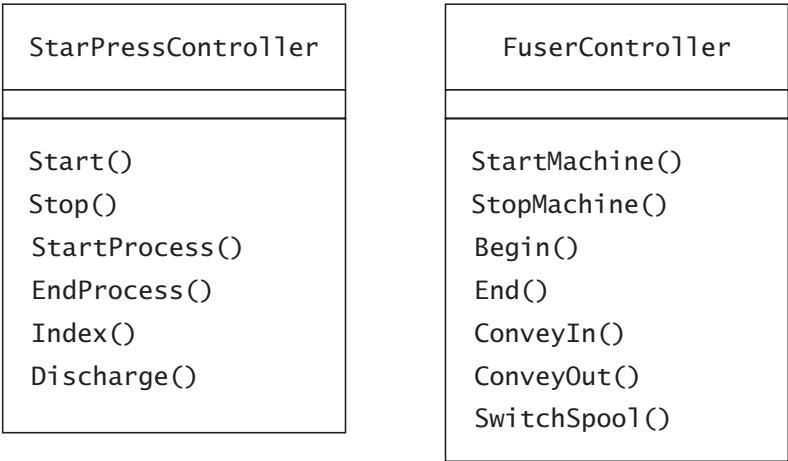 StarPressController
Start()
Stop()
StartProcess()
EndProcess()
Index()
Discharge()
FuserController
StartMachine()
StopMachine()
Begin()
End()
ConveyIn()
ConveyOut()
SwitchSpool()